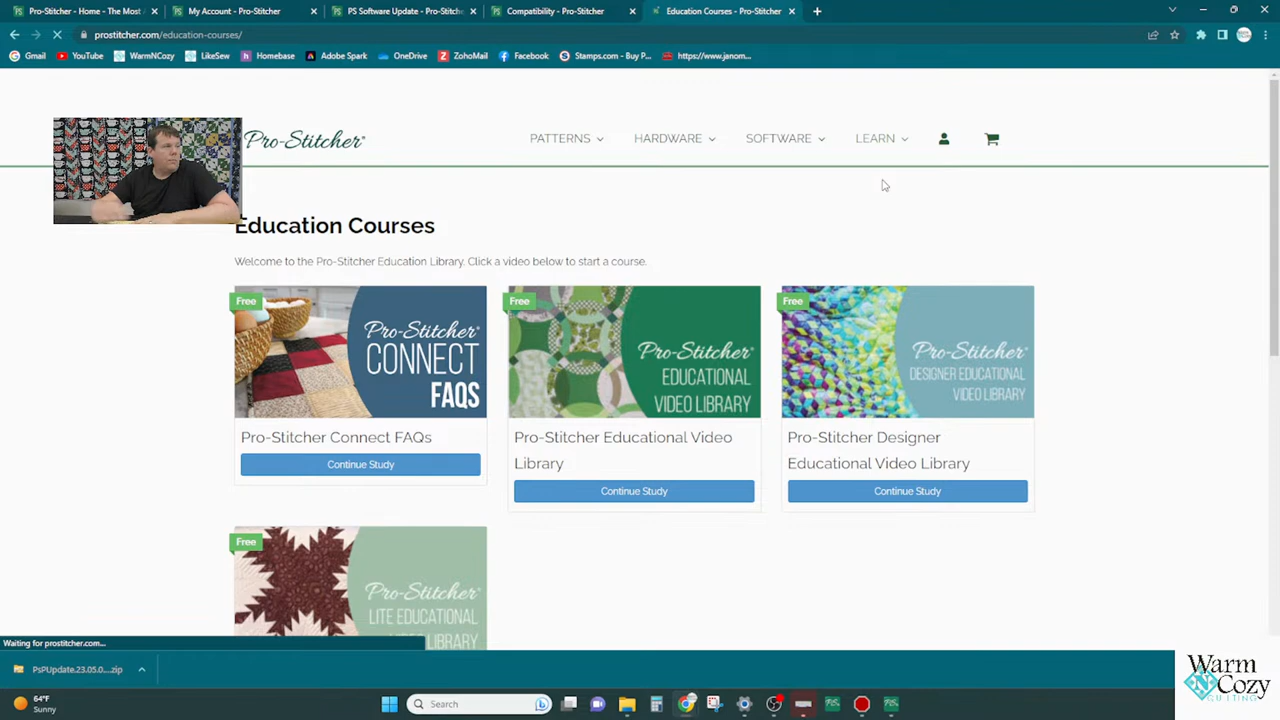 Pro-Stitcher - Home - The Most
My Account - Pro-Stitcher
PS Software Update - Pro-Stitche
Compatibility - Pro-Stitcher
Education Courses - Pro-Stitcher
prostitcher.com/education-courses/
Gmail
YouTube
WarmNCozy
LikeSew
Homebase
Adobe Spark
OneDrive
ZohoMail
Facebook
Stamps.com - Buy P...
https://www.janom...
Pro-Stitcher®
PATTERNS
HARDWARE
SOFTWARE
LEARN
Education Courses
Welcome to the Pro-Stitcher Education Library. Click a video below to start a course.
Free
Pro-Stitcher®
CONNECT
FAQS
Pro-Stitcher Connect FAQs
Continue Study
Free
Pro-Stitcher®
EDUCATIONAL
VIDEO LIBRARY
Pro-Stitcher Educational Video
Library
Continue Study
Free
Pro-Stitcher®
DESIGNER EDUCATIONAL
VIDEO LIBRARY
Pro-Stitcher Designer
Educational Video Library
Continue Study
Free
Pro-Stitcher®
LITE EDUCATIONAL
VIDEO LIBRARY
Waiting for prostitcher.com...
PsPUpdate.23.05.0....zip
64°F
Sunny
Search
Warm
N
Cozy
QUILTING